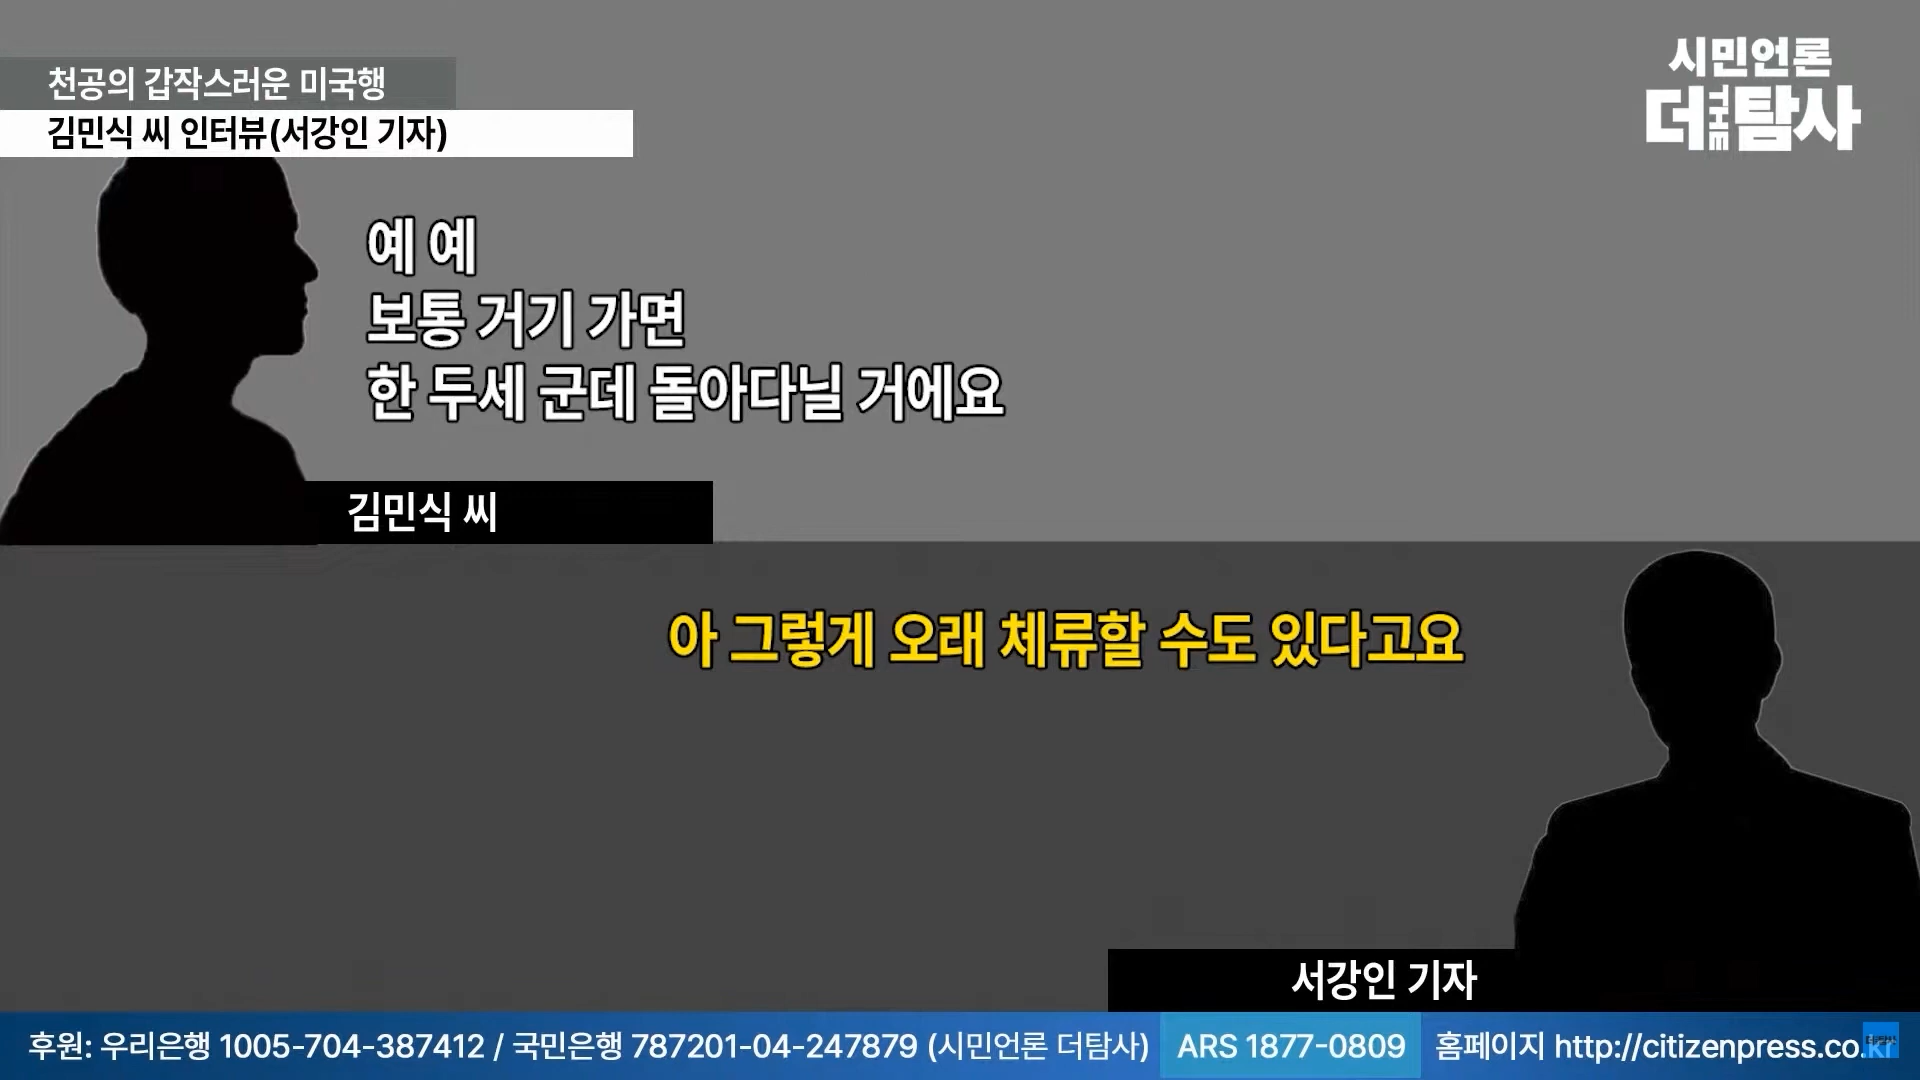 천공의 갑작스러운 미국행
김민식 씨 인터뷰(서강인 기자)
시민언론
더탐사
예 예
보통 거기 가면
한 두세 군데 돌아다닐 거에요
김민식 씨
아 그렇게 오래 체류할 수도 있다고요
서강인 기자
후원: 우리은행 1005-704-387412 / 국민은행 787201-04-247879 (시민언론 더탐사) ARS 1877-0809 홈페이지 http://citizenpress.co.kr